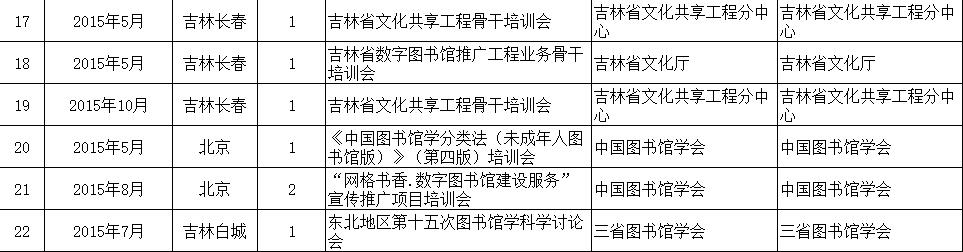 17 2015年5月 吉林长春 1 吉林省文化共享工程骨干培训会 吉林省文化共享工程分中心 吉林省文化共享工程分中心
18 2015年5月 吉林长春 1 吉林省数字图书馆推广工程业务骨干培训会 吉林省文化厅 吉林省文化厅
19 2015年10月 吉林长春 1 吉林省文化共享工程骨干培训会 吉林省文化共享工程分中心 吉林省文化共享工程分中心
20 2015年5月 北京 1 《中国图书馆学分类法（未成年人图书馆版）》（第四版）培训会 中国图书馆学会 中国图书馆学会
21 2015年8月 北京 2 “网格书香.数字图书馆建设服务”宣传推广项目培训会 中国图书馆学会 中国图书馆学会
22 2015年7月 吉林白城 1 东北地区第十五次图书馆学科学讨论会 三省图书馆学会 三省图书馆学会